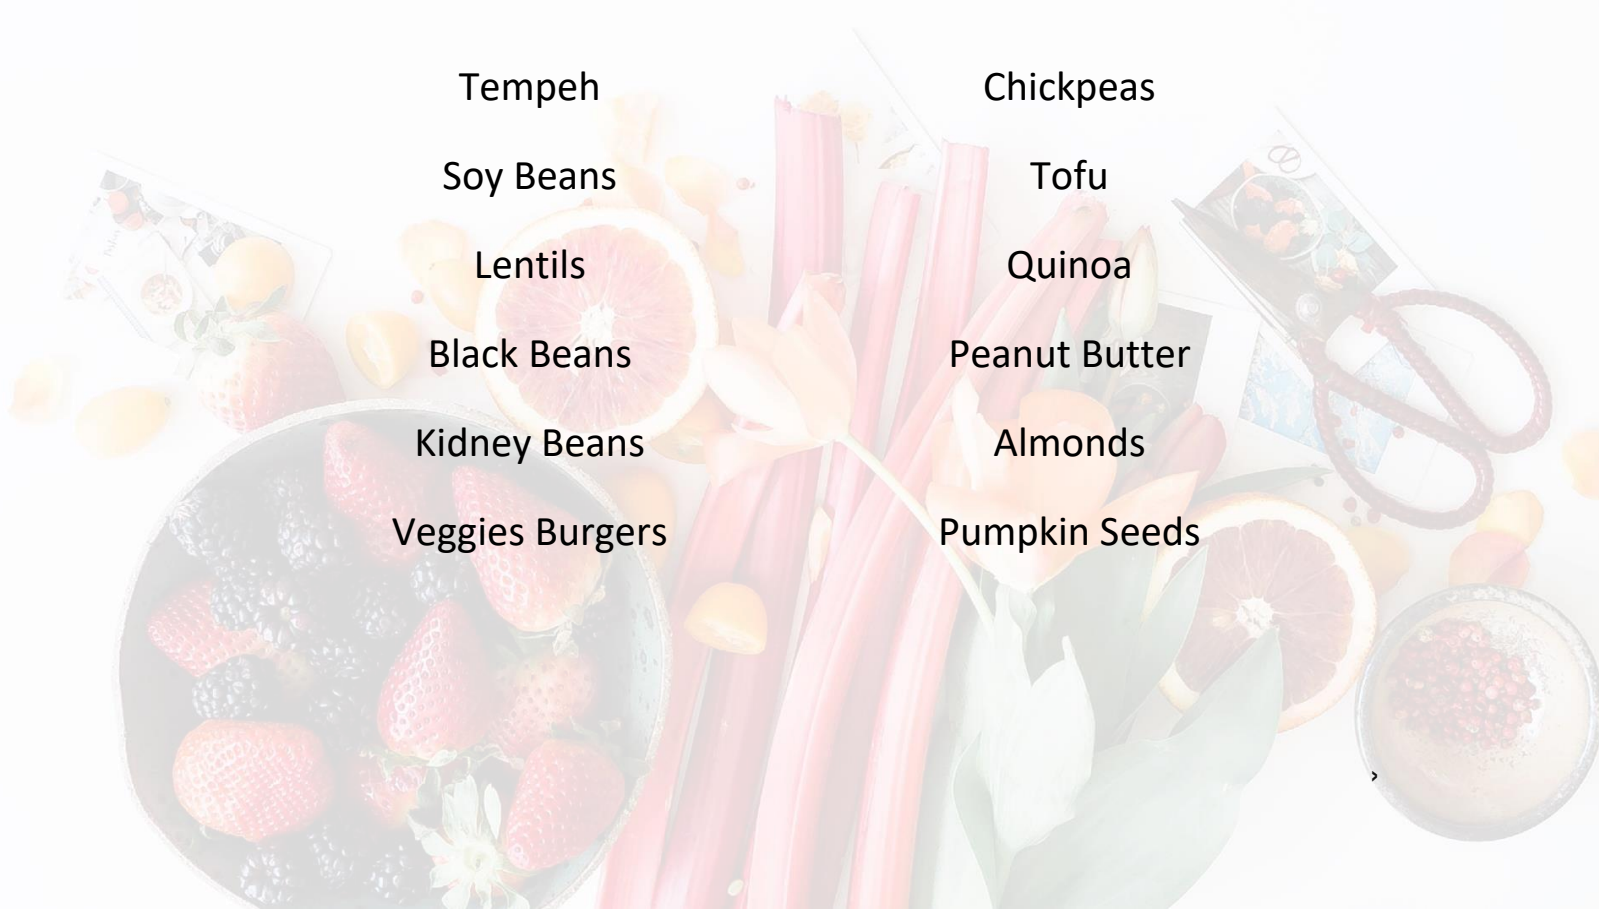 Tempeh
Soy Beans
Lentils
Black Beans
Kidney Beans
Veggies Burgers
Chickpeas
Tofu
Quinoa
Peanut Butter
Almonds
Pumpkin Seeds
›